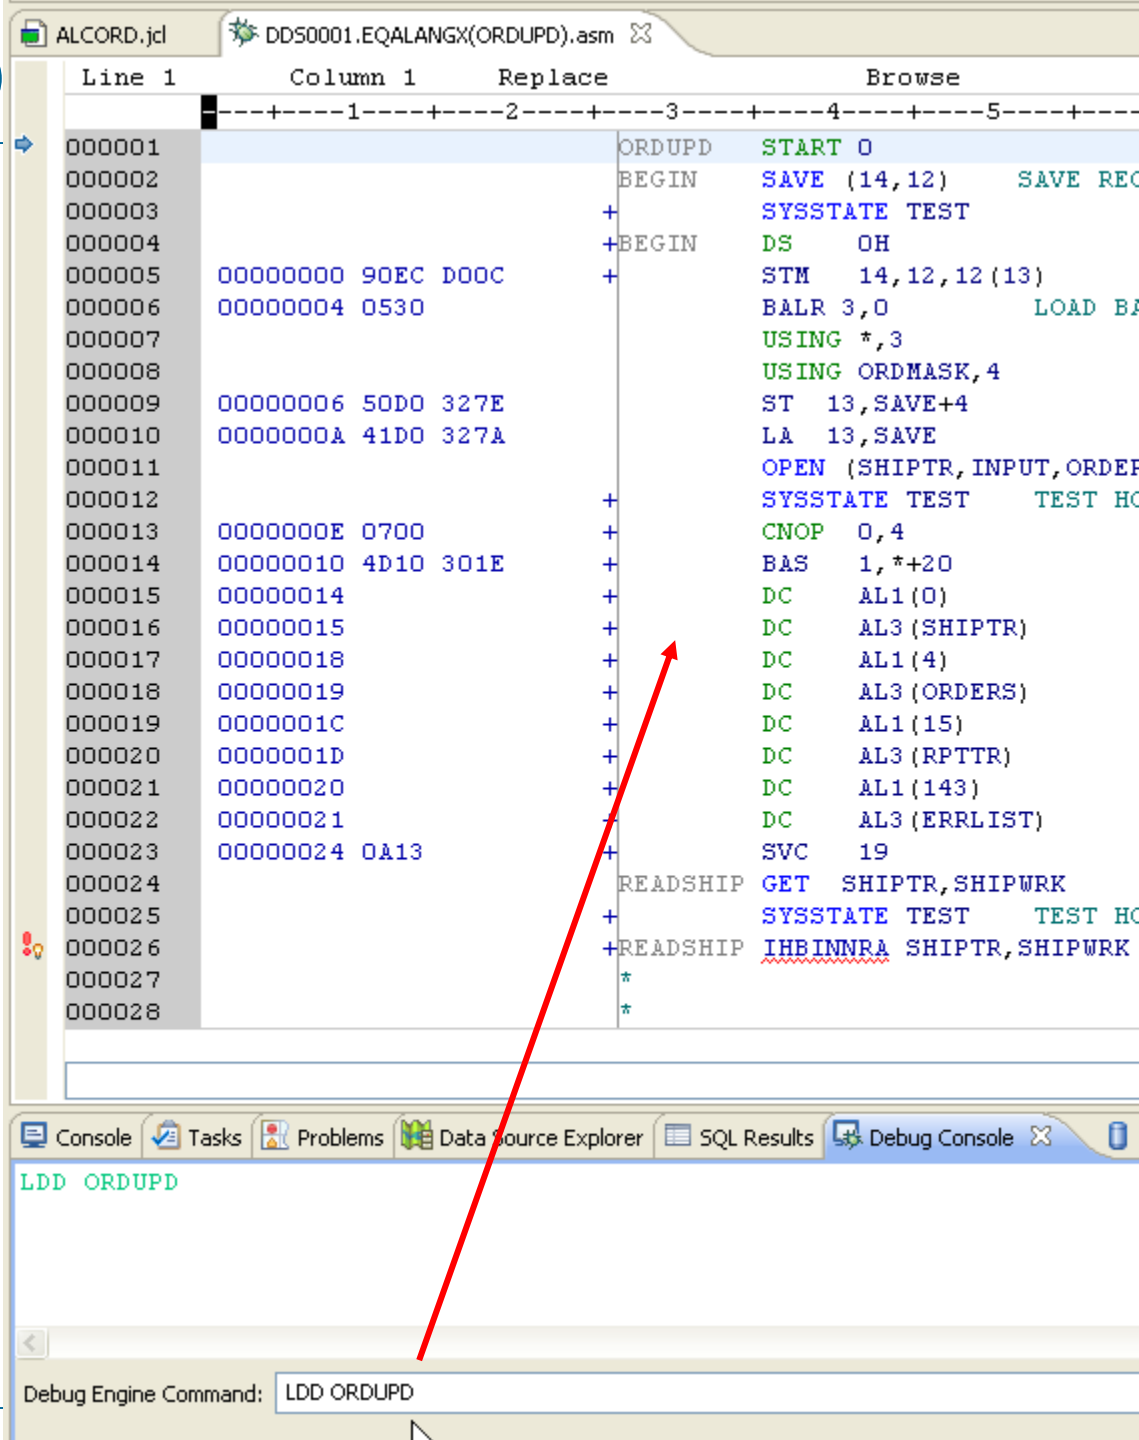 ALCORD.jcl DDS0001.EQALANGX(ORDUPD).asm
Line 1 Column 1 Replace Browse
----+----1----+----2----+----3----+----4----+----5----+---
000001 ORDUPD START 0
000002 BEGIN SAVE (14,12) SAVE REG
000003 + SYSSTATE TEST
000004 +BEGIN DS 0H
000005 00000000 90EC D00C + STM 14,12,12(13)
000006 00000004 0530 BALR 3,0 LOAD BA
000007 USING *,3
000008 USING ORDMASK,4
000009 00000006 50D0 327E ST 13,SAVE+4
000010 0000000A 41D0 327A LA 13,SAVE
000011 OPEN (SHIPTR,INPUT,ORDER
000012 + SYSSTATE TEST TEST HO
000013 0000000E 0700 + CNOP 0,4
000014 00000010 4D10 301E + BAS 1,*+20
000015 00000014 + DC AL1(0)
000016 00000015 + DC AL3(SHIPTR)
000017 00000018 + DC AL1(4)
000018 00000019 + DC AL3(ORDERS)
000019 0000001C + DC AL1(15)
000020 0000001D + DC AL3(RPTTR)
000021 00000020 + DC AL1(143)
000022 00000021 + DC AL3(ERRLIST)
000023 00000024 0A13 + SVC 19
000024 READSHIP GET SHIPTR,SHIPWRK
000025 + SYSSTATE TEST TEST HO
000026 +READSHIP IHBINNRA SHIPTR,SHIPWRK
000027 *
000028 *
Console Tasks Problems Data Source Explorer SQL Results Debug Console
LDD ORDUPD
Debug Engine Command: LDD ORDUPD